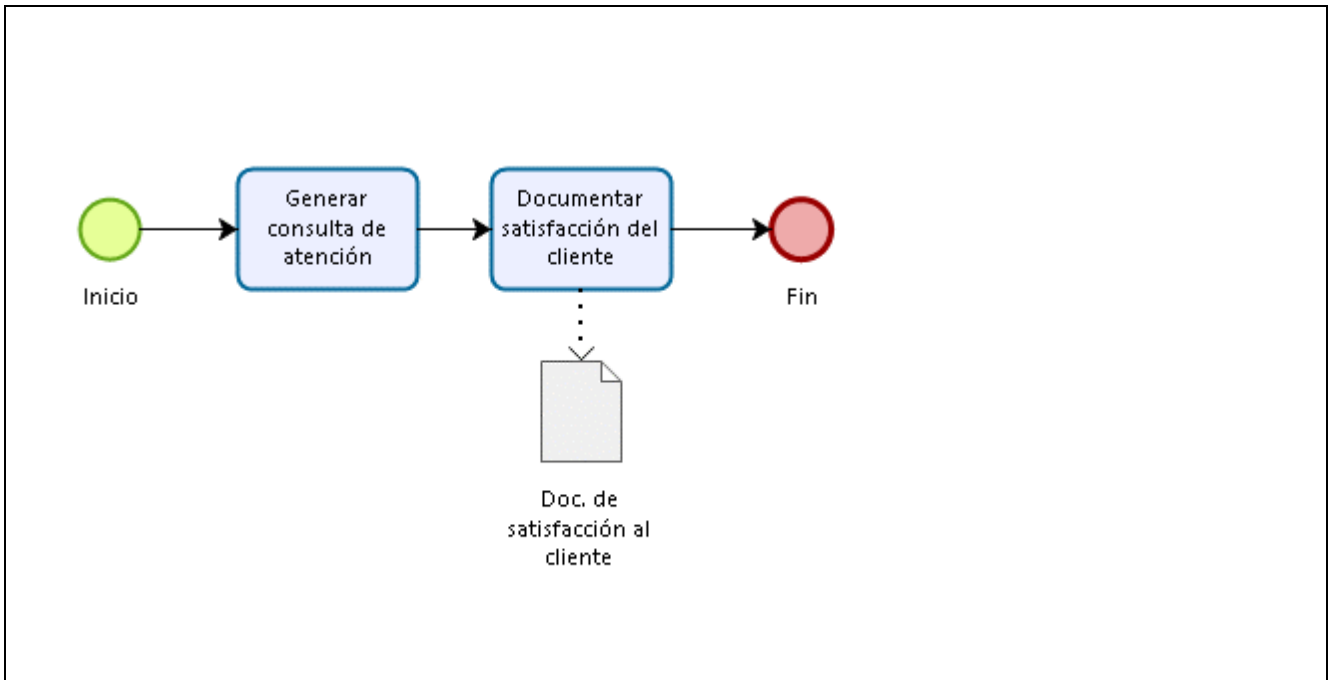 Generar
consulta de
atención
Documentar
satisfacción del
cliente
Inicio
Fin
Doc. de
satisfacción al
cliente